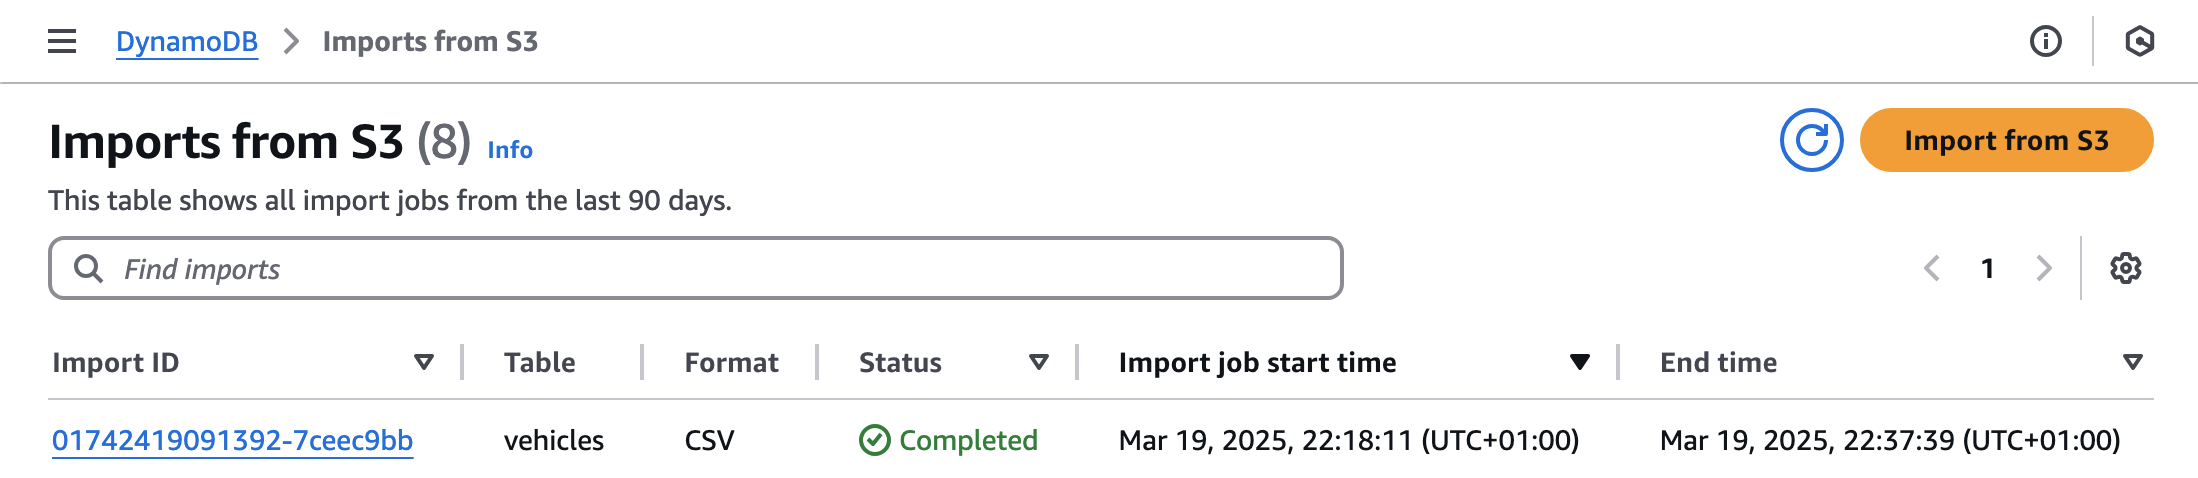 DynamoDB > Imports from S3
Imports from S3 (8) Info
Import from S3
This table shows all import jobs from the last 90 days.
Find imports
1
Import ID Table Format Status Import job start time End time
01742419091392-7ceec9bb vehicles CSV Completed Mar 19, 2025, 22:18:11 (UTC+01:00) Mar 19, 2025, 22:37:39 (UTC+01:00)